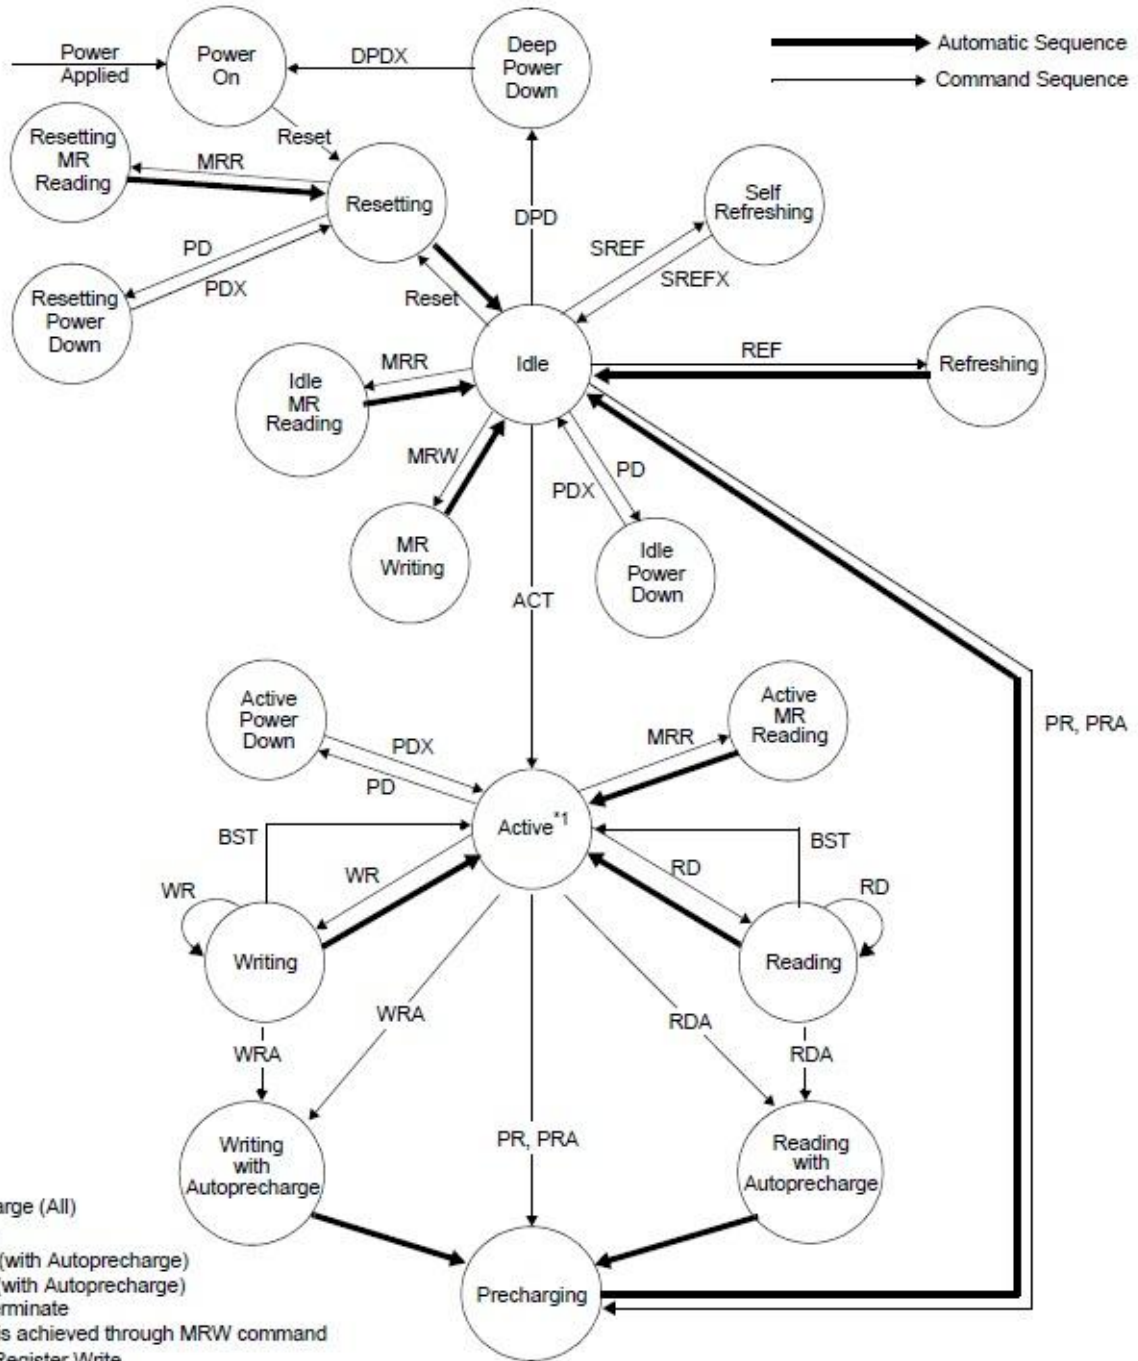 Power
Applied
Power
On
DPDX
Deep
Power
Down
Automatic Sequence
Command Sequence
Reset
Resetting
MR
Reading
MRR
Resetting
Self
Refreshing
DPD
SREF
SREFX
PD
PDX
Resetting
Power
Down
Reset
Idle
REF
Refreshing
MRR
Idle
MR
Reading
MRW
PD
PDX
MR
Writing
Idle
Power
Down
ACT
Active
Power
Down
Active
MR
Reading
PR, PRA
PDX
MRR
PD
Active*1
BST
BST
WR
RD
WR
RD
Writing
Reading
WRA
RDA
WRA
RDA
Writing
with
Autoprecharge
PR, PRA
Reading
with
Autoprecharge
Precharging
arge (All)
(with Autoprecharge)
(with Autoprecharge)
erminate
is achieved through MRW command
Register Write